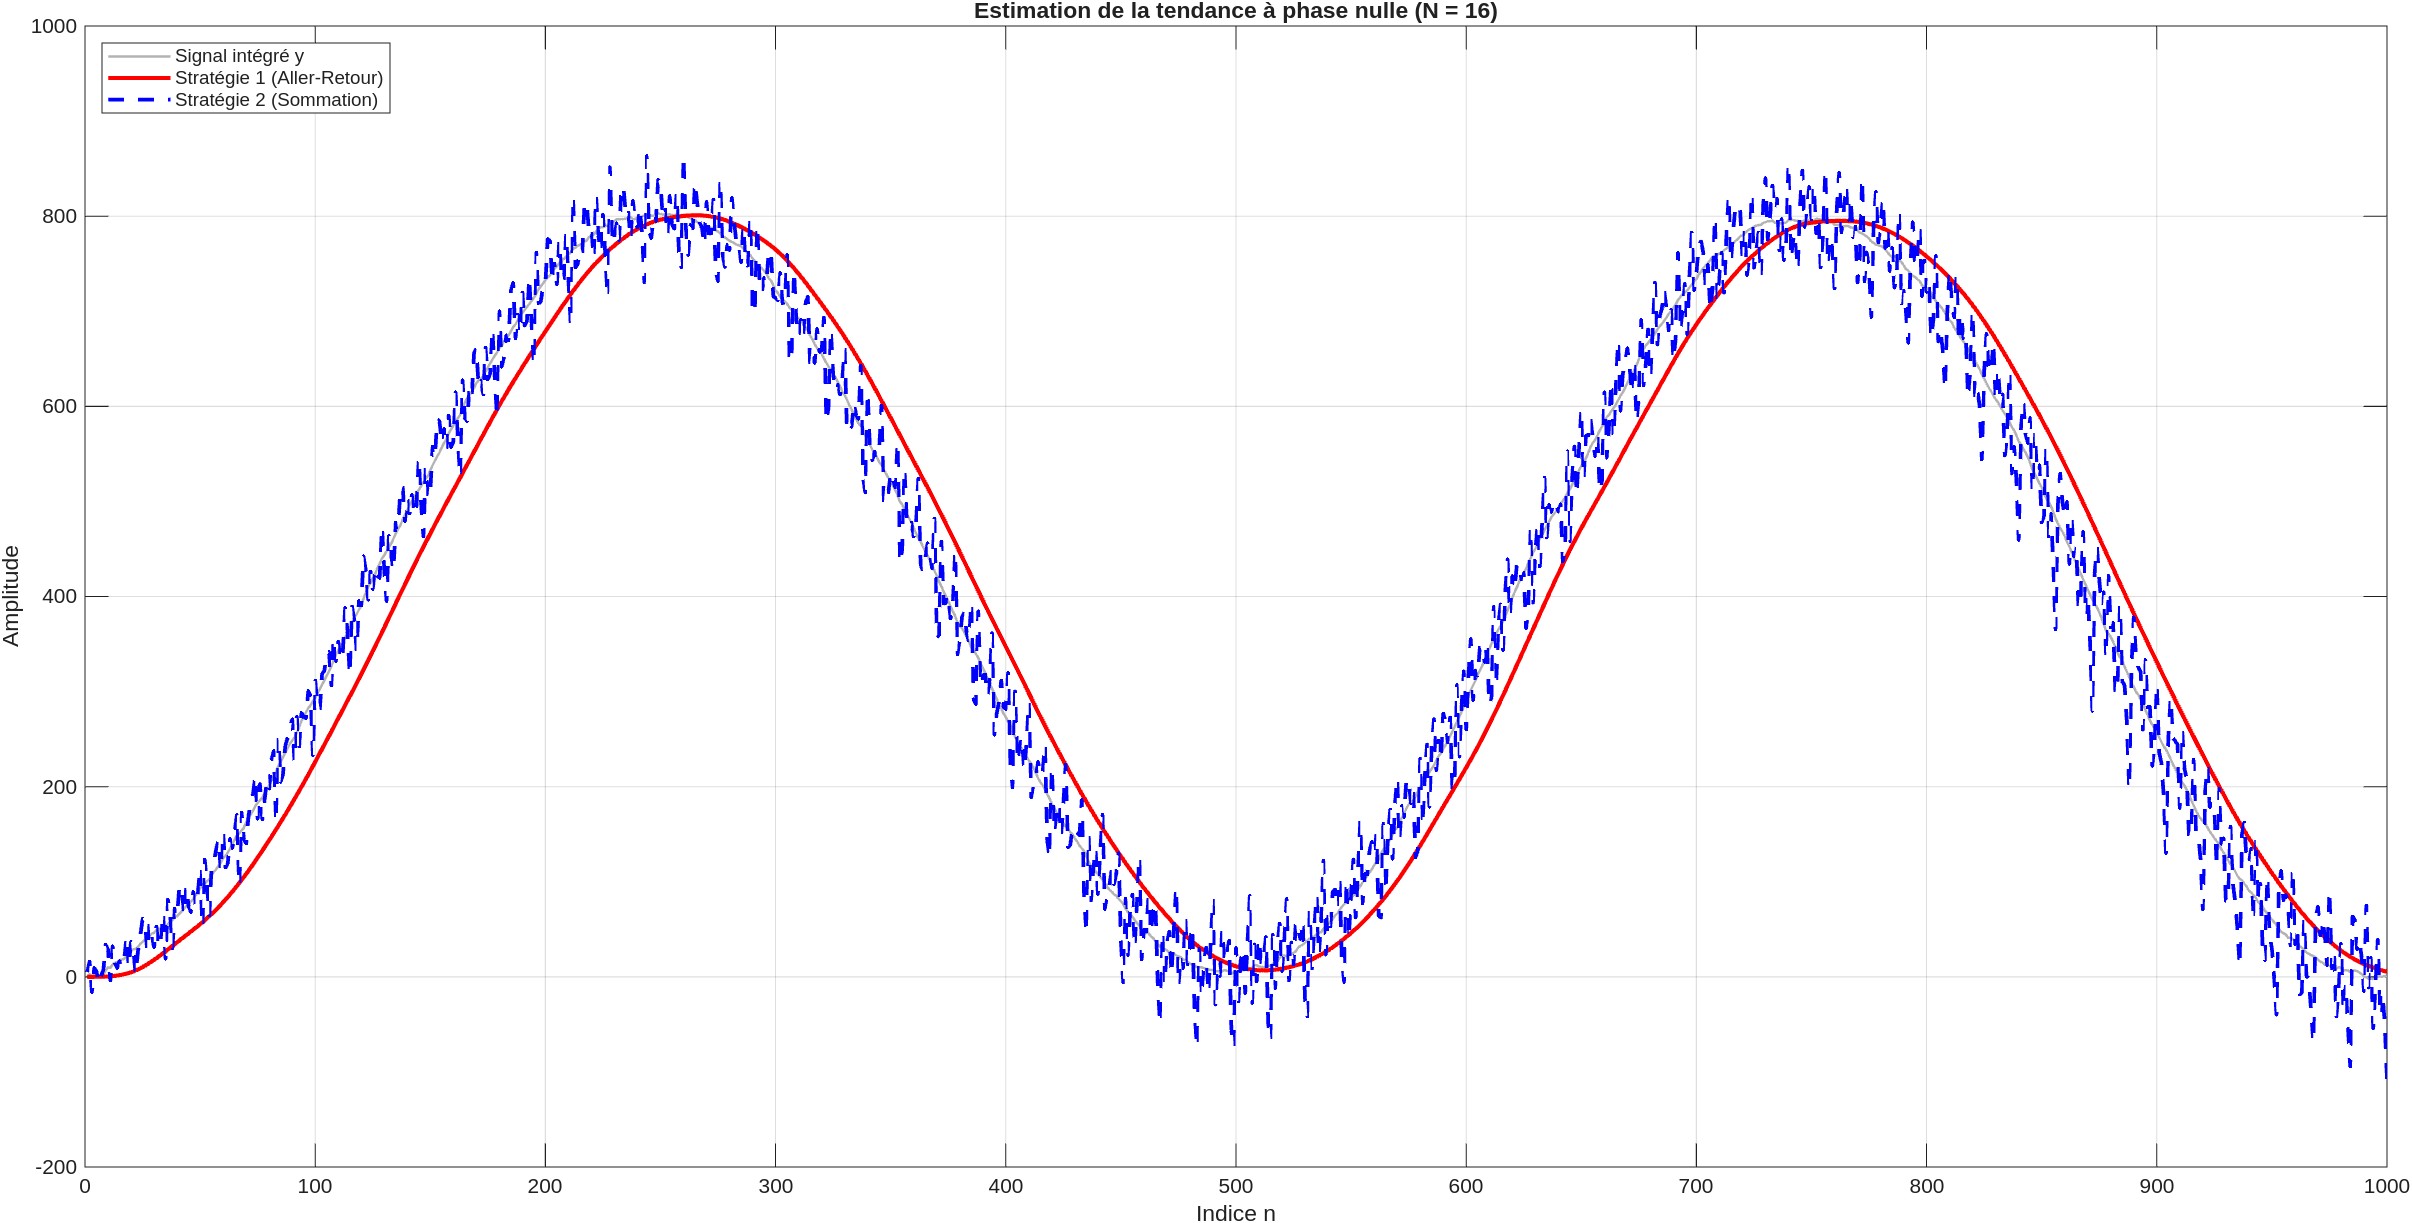 Estimation de la tendance à phase nulle (N = 16)
Signal intégré y
Stratégie 1 (Aller-Retour)
Stratégie 2 (Sommation)
1000
800
600
400
200
0
-200
Amplitude
0 100 200 300 400 500 600 700 800 900 1000
Indice n